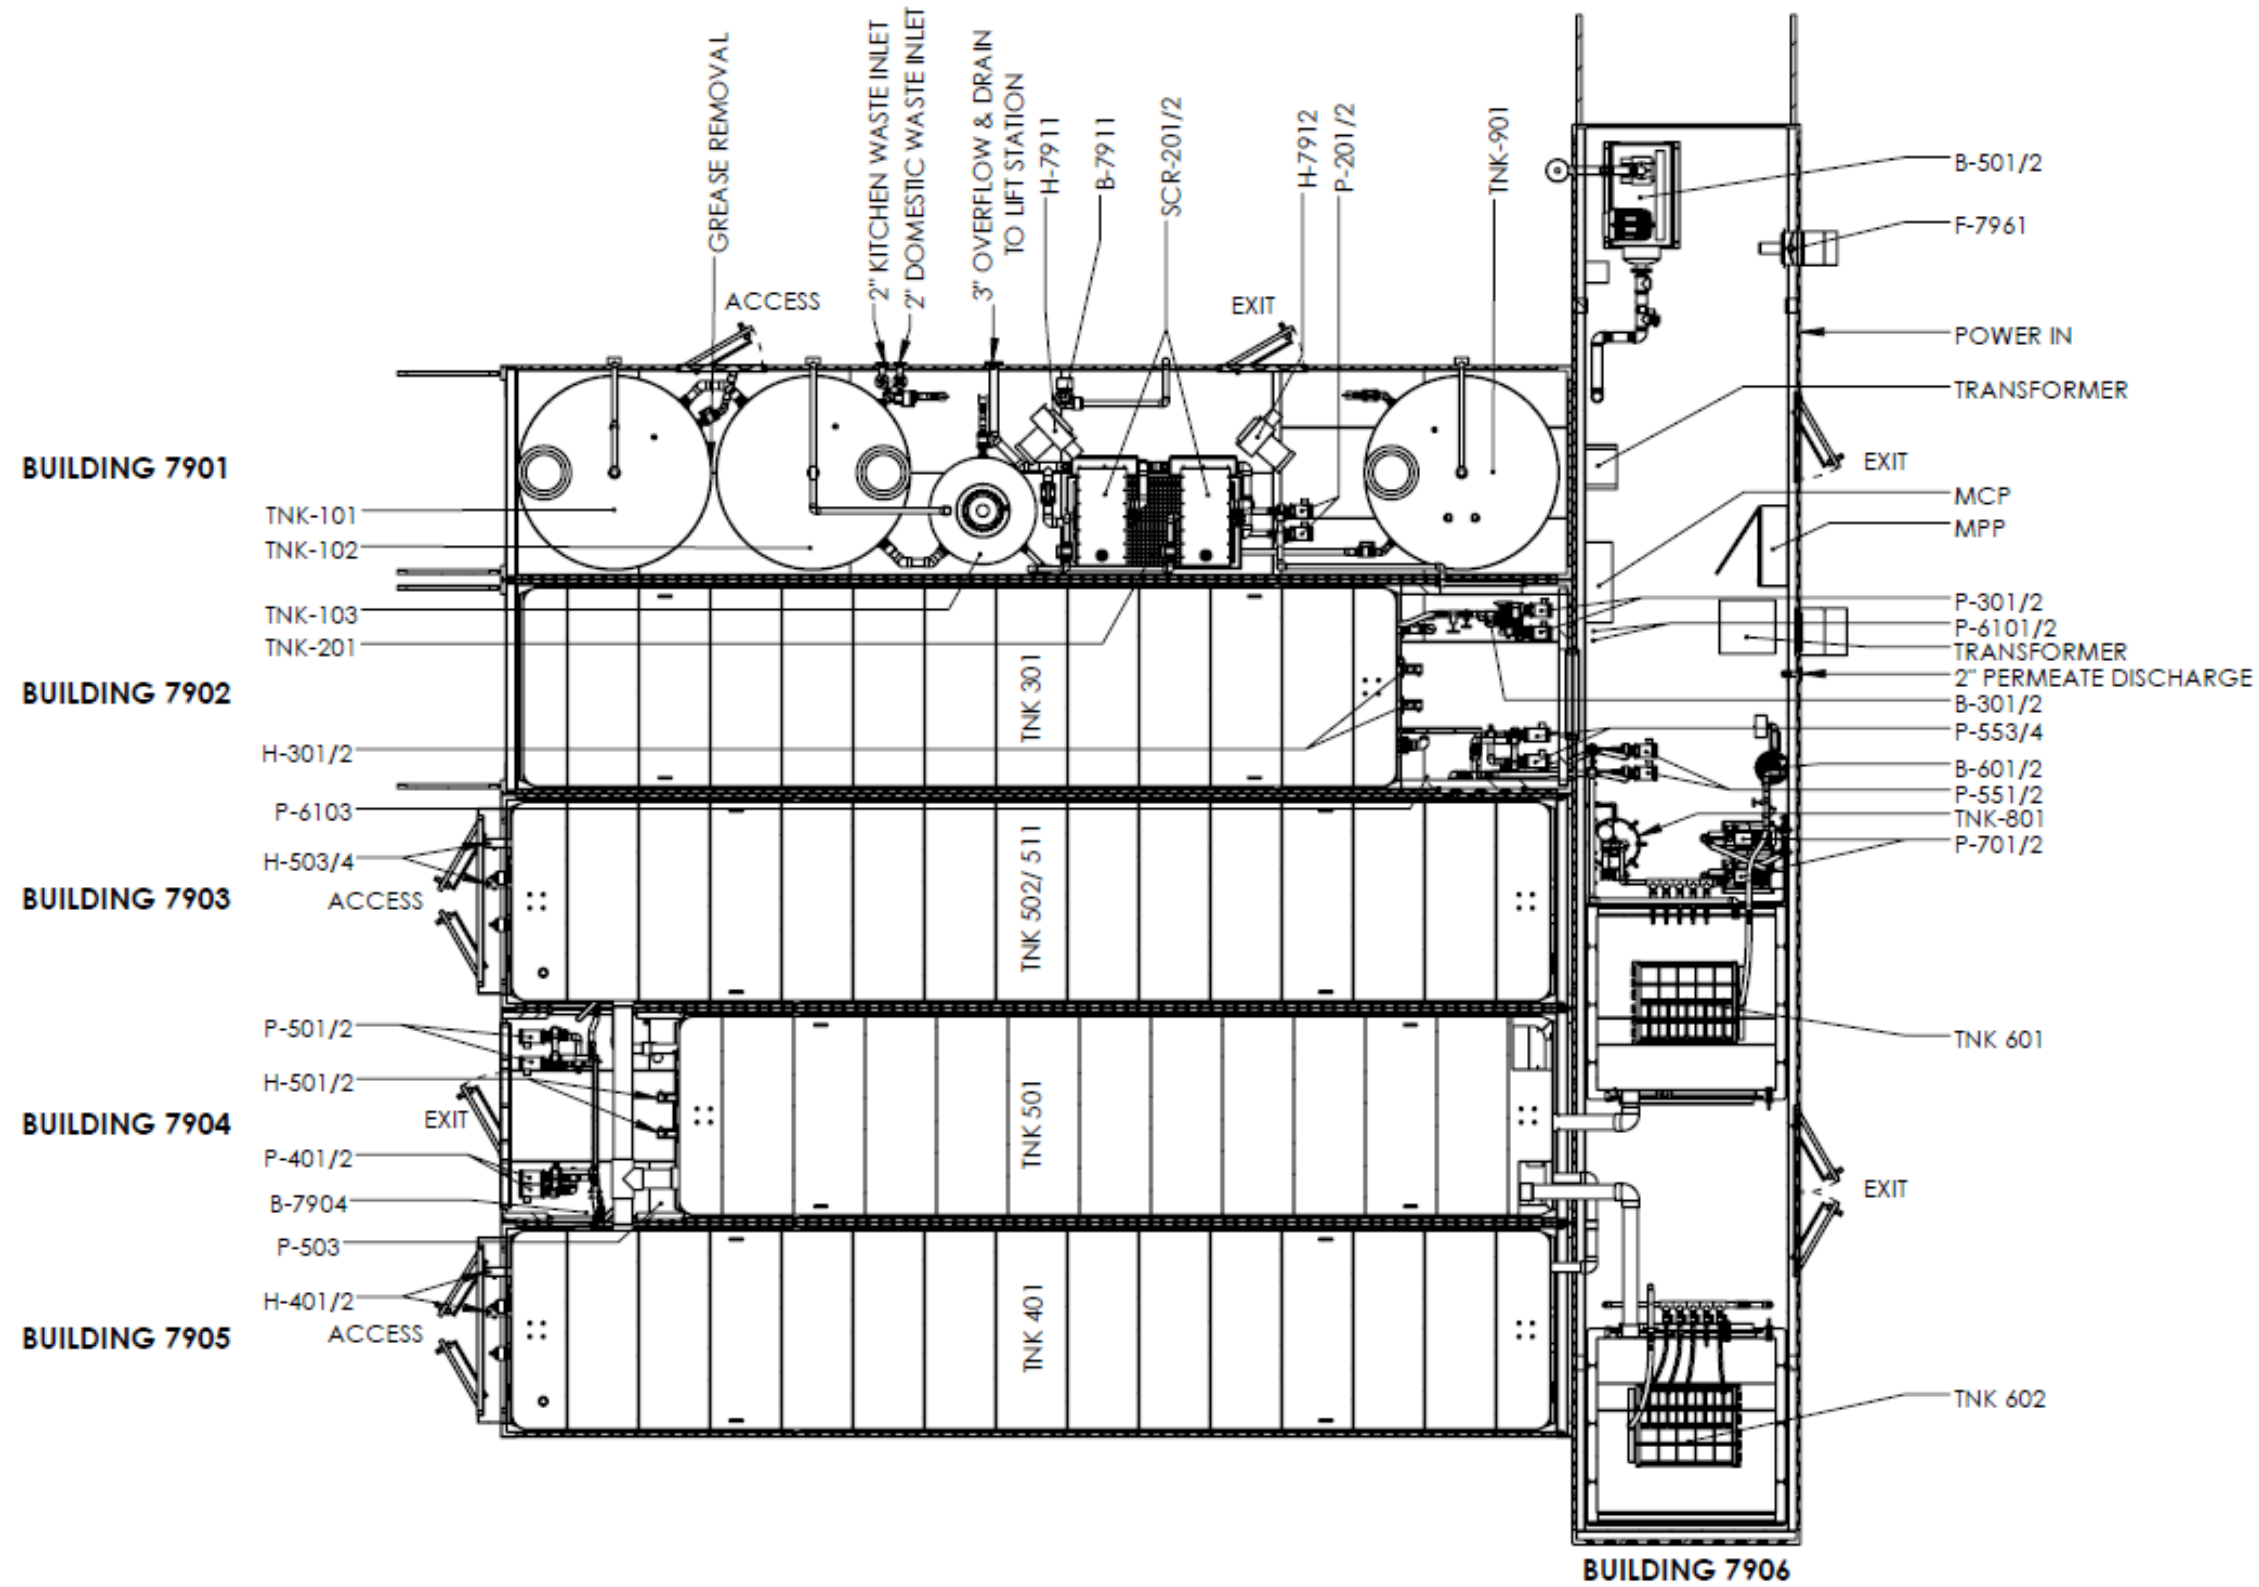 GREASE REMOVAL
2" KITCHEN WASTE INLET
2" DOMESTIC WASTE INLET
3" OVERFLOW & DRAIN
TO LIFT STATION
H-7911
B-7911
SCR-201/2
H-7912
P-201/2
TNK-901
ACCESS
EXIT
B-501/2
F-7961
POWER IN
TRANSFORMER
EXIT
MCP
MPP
P-301/2
P-6101/2
TRANSFORMER
2" PERMEATE DISCHARGE
B-301/2
P-553/4
B-601/2
P-551/2
TNK-801
P-701/2
TNK 601
EXIT
TNK 602
BUILDING 7901
TNK-101
TNK-102
TNK-103
TNK-201
BUILDING 7902
TNK 301
H-301/2
P-6103
H-503/4
BUILDING 7903
ACCESS
TNK 502/ 511
P-501/2
H-501/2
BUILDING 7904
EXIT
TNK 501
P-401/2
B-7904
P-503
H-401/2
BUILDING 7905
ACCESS
TNK 401
BUILDING 7906